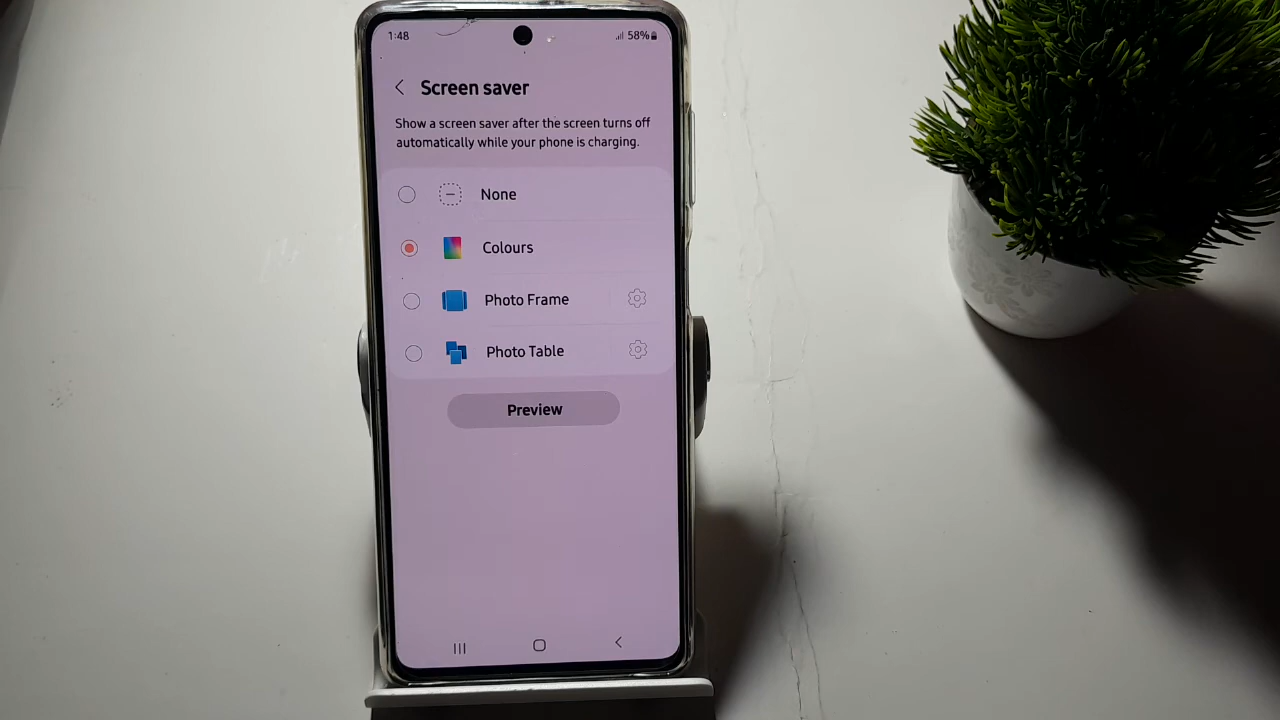 1:48 58%
Screen saver
Show a screen saver after the screen turns off
automatically while your phone is charging.
None
Colours
Photo Frame
Photo Table
Preview